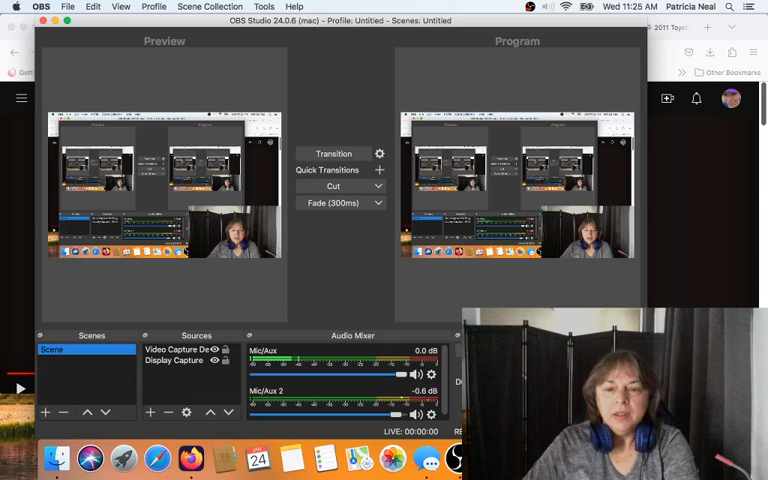 OBS File Edit View Profile Scene Collection Tools Help Wed 11:25 AM Patricia Neal
OBS Studio 24.0.6 (mac) - Profile: Untitled - Scenes: Untitled
2011 Toyo
Other Bookmarks
Preview Program
Transition
Quick Transitions
Cut
Fade (300ms)
Scenes Sources Audio Mixer
Scene
Video Capture De
Display Capture
Mic/Aux 0.0 dB
Mic/Aux 2 -0.6 dB
LIVE: 00:00:00 RE
JAN
24